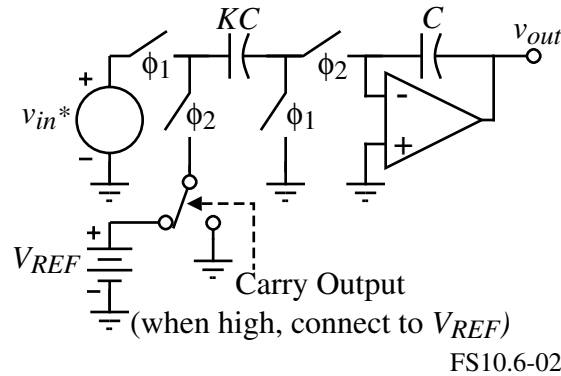 KC
C
v_out
ϕ1
ϕ2
+
v_in*
-
ϕ2
ϕ1
-
+
+
V_REF
-
Carry Output
(when high, connect to V_REF)
FS10.6-02